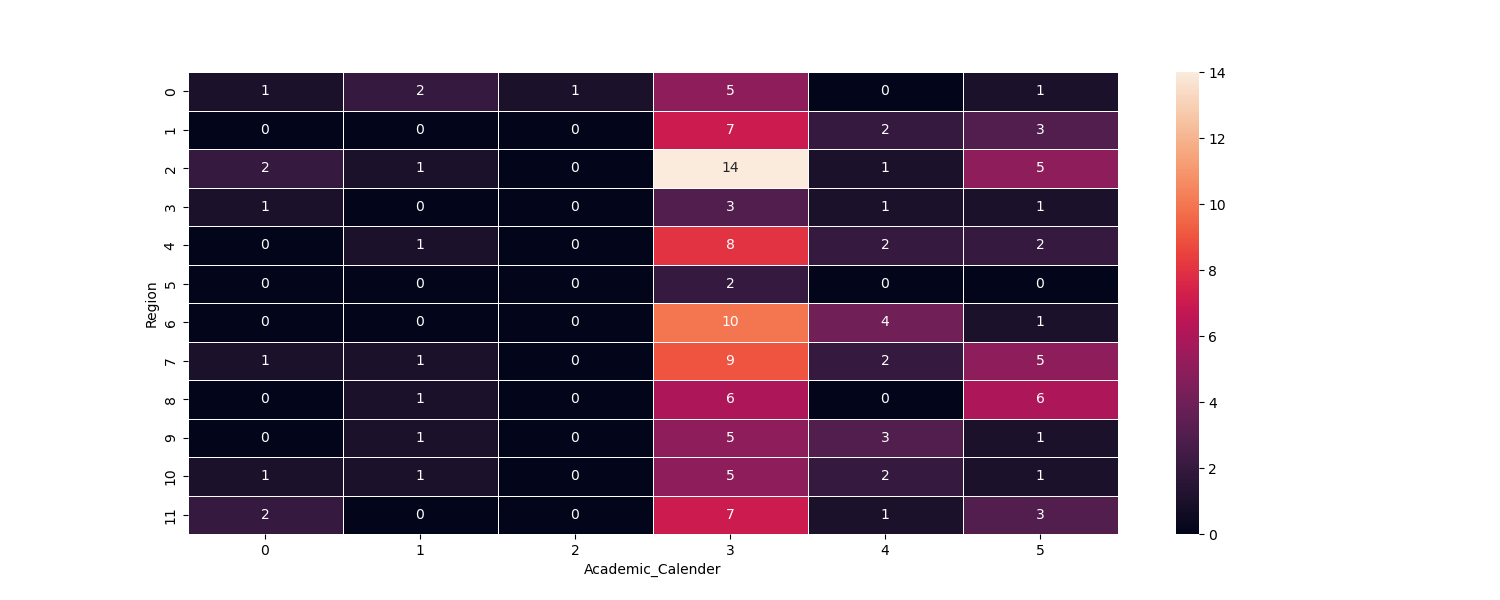 0 1 2 1 5 0 1
1 0 0 0 7 2 3
2 2 1 0 14 1 5
3 1 0 0 3 1 1
4 0 1 0 8 2 2
5 0 0 0 2 0 0
6 0 0 0 10 4 1
7 1 1 0 9 2 5
8 0 1 0 6 0 6
9 0 1 0 5 3 1
10 1 1 0 5 2 1
11 2 0 0 7 1 3
Region
0 1 2 3 4 5
Academic_Calender
14
12
10
8
6
4
2
0